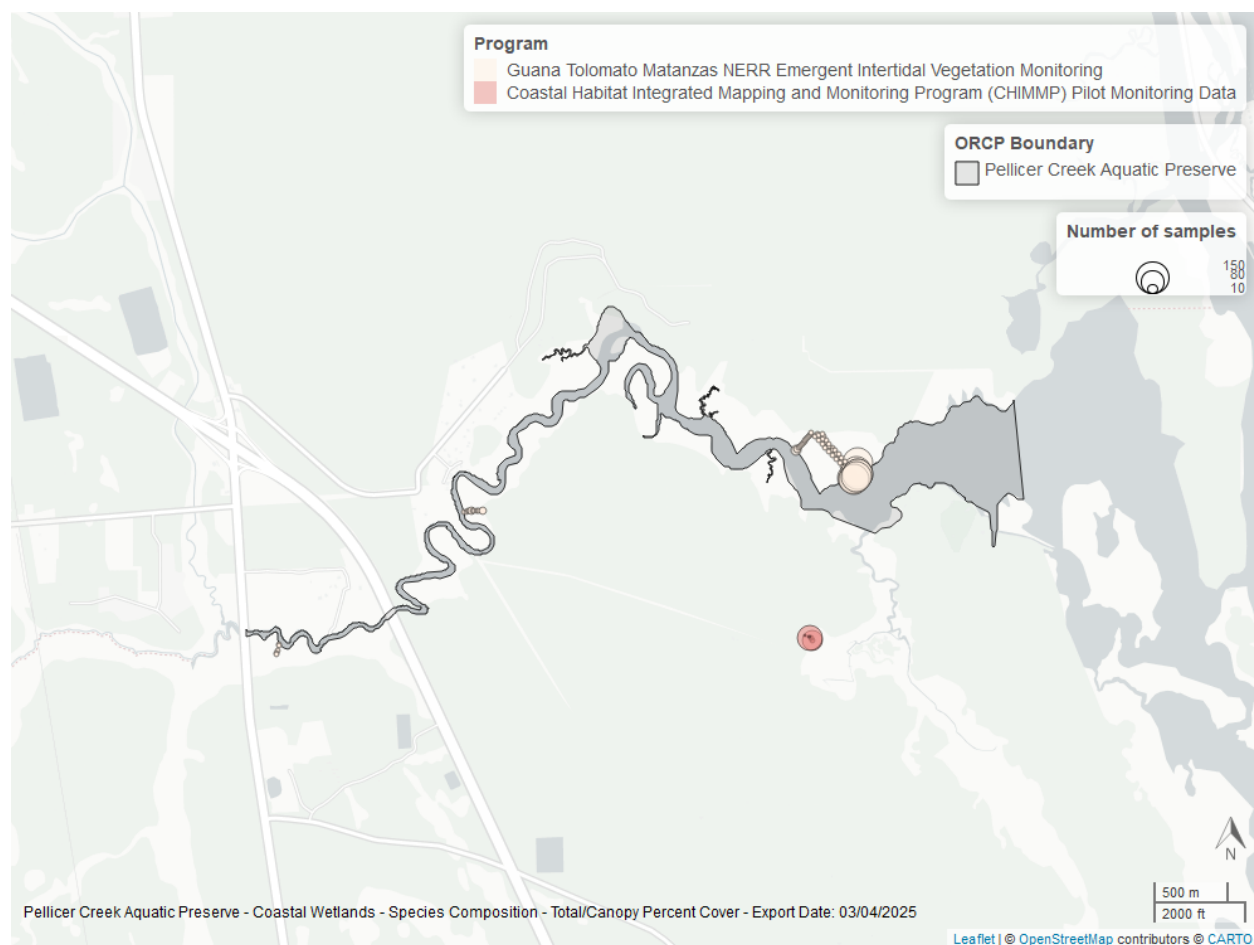 Program
Guana Tolomato Matanzas NERR Emergent Intertidal Vegetation Monitoring
Coastal Habitat Integrated Mapping and Monitoring Program (CHIMMP) Pilot Monitoring Data
ORCP Boundary
Pellicer Creek Aquatic Preserve
Number of samples
150
80
10
N
500 m
2000 ft
Pellicer Creek Aquatic Preserve - Coastal Wetlands - Species Composition - Total/Canopy Percent Cover - Export Date: 03/04/2025
Leaflet | © OpenStreetMap contributors © CARTO